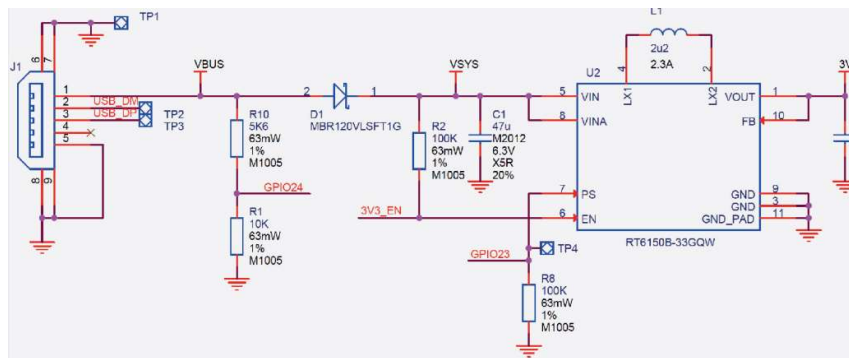 TP1
L1
2u2
2.3A
6
7
J1
VBUS
VSYS
U2
4
2
3V
LX1
LX2
1
2
3
4
5
USB_DM
USB_DP
TP2
TP3
2
1
D1
MBR120VLSFT1G
R10
5K6
63mW
1%
M1005
R2
100K
63mW
1%
M1005
C1
47u
M2012
6.3V
X5R
20%
5
VIN
8
VINA
VOUT
1
FB
10
8
9
GPIO24
R1
10K
63mW
1%
M1005
3V3_EN
7
PS
6
EN
GND
9
GND
3
GND_PAD
11
RT6150B-33GQW
GPIO23
TP4
R8
100K
63mW
1%
M1005